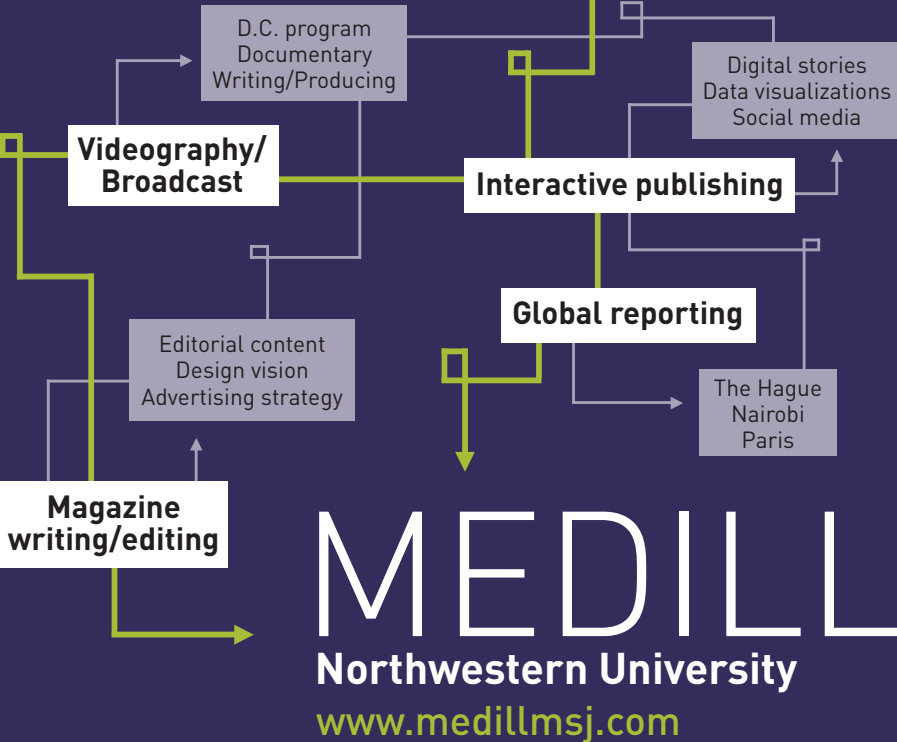 D.C. program
Documentary
Writing/Producing
Digital stories
Data visualizations
Social media
Videography/
Broadcast
Interactive publishing
Global reporting
Editorial content
Design vision
Advertising strategy
The Hague
Nairobi
Paris
Magazine
writing/editing
MEDILL
Northwestern University
www.medillmsj.com